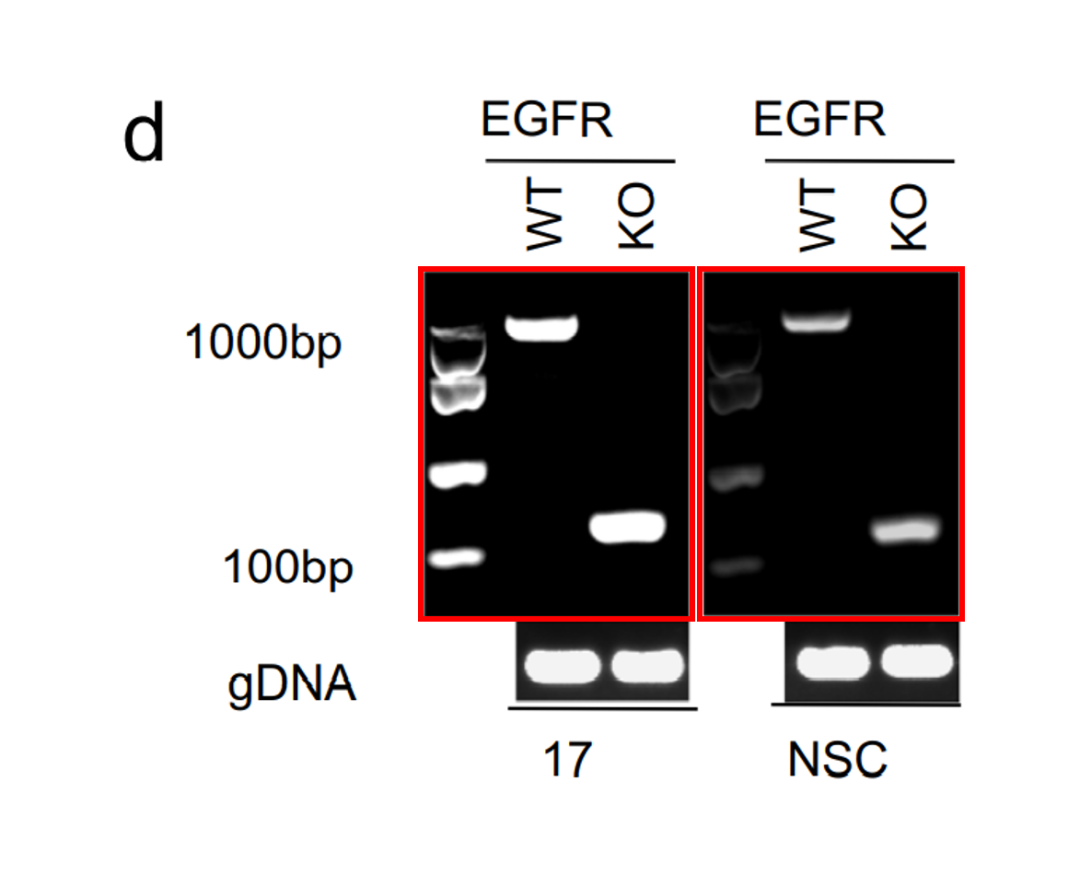 d
EGFR EGFR
WT KO WT KO
1000bp
100bp
gDNA
17 NSC